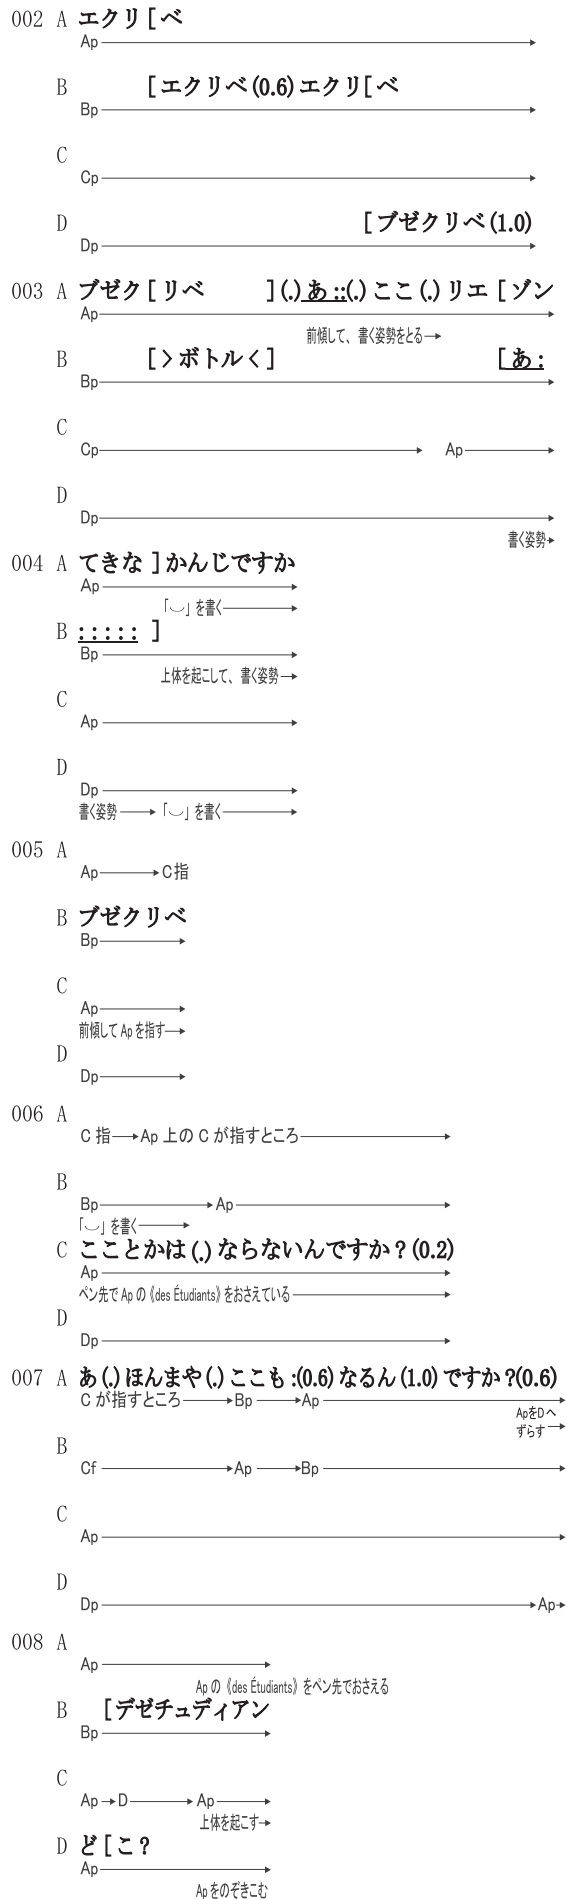 002 A エクリ [ ベ
Ap
B [ エクリベ (0.6) エクリ[ ベ
Bp
C
Cp
D [ ブゼクリベ (1.0)
Dp
003 A ブゼク [ リベ ] (.) あ ::(.) ここ (.) リエ [ ゾン
Ap
前傾して、書く姿勢をとる
B [ > ボトル < ] [ あ :
Bp
C
Cp Ap
D
Dp
書く姿勢
004 A てきな ] かんじですか
Ap
「⌣」を書く
B : : : : : ]
Bp
上体を起こして、書く姿勢
C
Ap
D
Dp
書く姿勢 「⌣」を書く
005 A
Ap C指
B ブゼクリベ
Bp
C
Ap
前傾して Ap を指す
D
Dp
006 A
C 指 Ap 上の C が指すところ
B
Bp Ap
「⌣」を書く
C こことかは (.) ならないんですか ? (0.2)
Ap
ペン先で Ap の《des Étudiants》をおさえている
D
Dp
007 A あ (.) ほんまや (.) ここも :(0.6) なるん (1.0) ですか ?(0.6)
C が指すところ Bp Ap
ApをDへ
ずらす
B
Cf Ap Bp
C
Ap
D
Dp Ap
008 A
Ap
Ap の《des Étudiants》をペン先でおさえる
B [ デゼチュディアン
Bp
C
Ap D Ap
上体を起こす
D ど [ こ ?
Ap
Ap をのぞきこむ